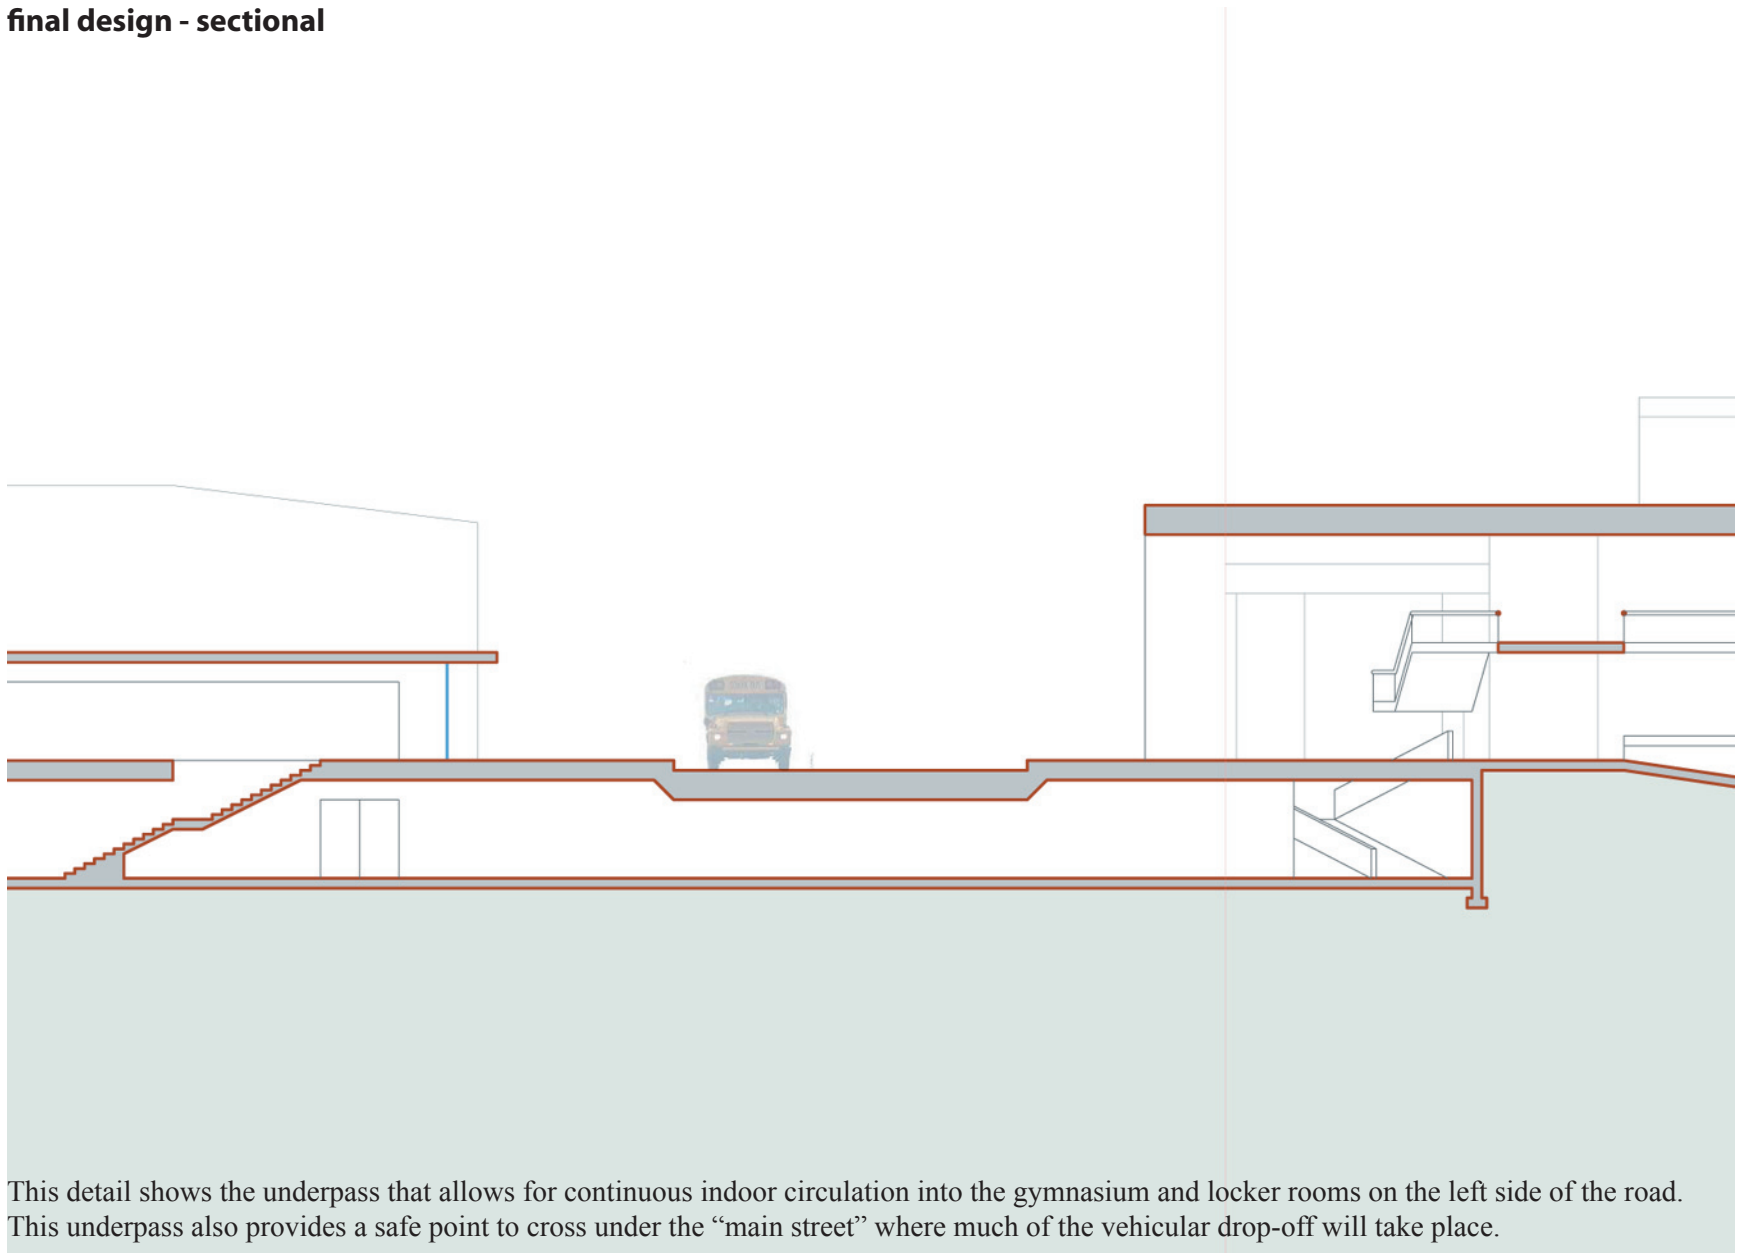 final design - sectional
This detail shows the underpass that allows for continuous indoor circulation into the gymnasium and locker rooms on the left side of the road.
This underpass also provides a safe point to cross under the “main street” where much of the vehicular drop-off will take place.